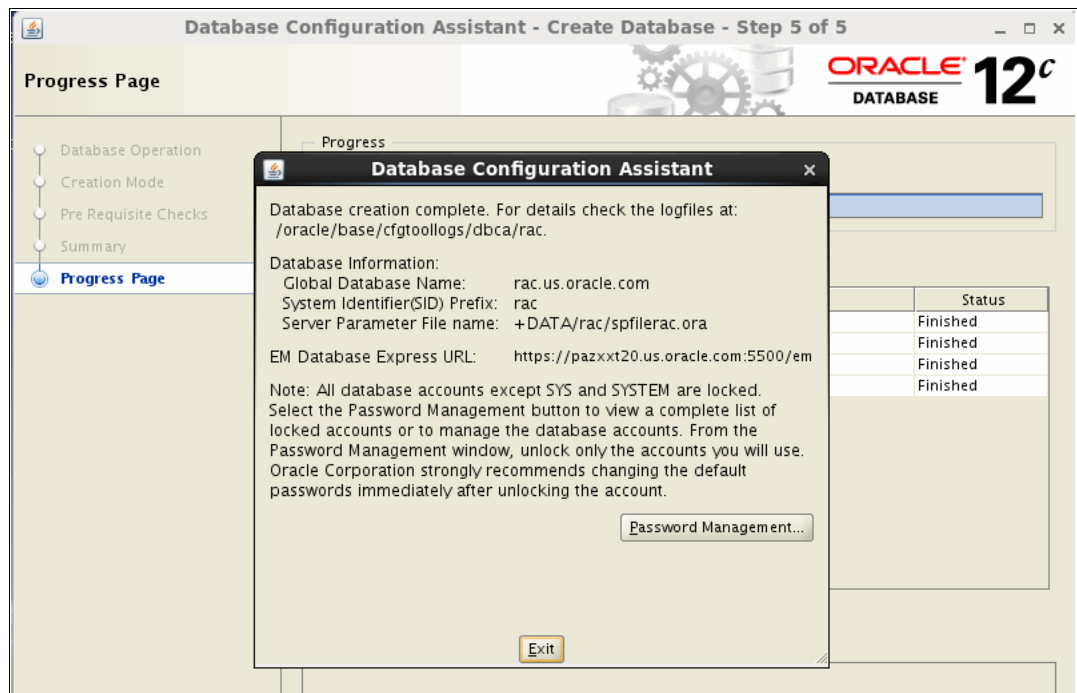 Database Configuration Assistant - Create Database - Step 5 of 5
Progress Page
ORACLE
DATABASE
12c
Database Operation
Creation Mode
Pre Requisite Checks
Summary
Progress Page
Progress
Database Configuration Assistant
Database creation complete. For details check the logfiles at:
/oracle/base/cfgtoollogs/dbca/rac.
Database Information:
Global Database Name: rac.us.oracle.com
System Identifier(SID) Prefix: rac
Server Parameter File name: +DATA/rac/spfilerac.ora
EM Database Express URL: https://pazxxt20.us.oracle.com:5500/em
Note: All database accounts except SYS and SYSTEM are locked.
Select the Password Management button to view a complete list of
locked accounts or to manage the database accounts. From the
Password Management window, unlock only the accounts you will use.
Oracle Corporation strongly recommends changing the default
passwords immediately after unlocking the account.
Password Management...
Exit
Status
Finished
Finished
Finished
Finished